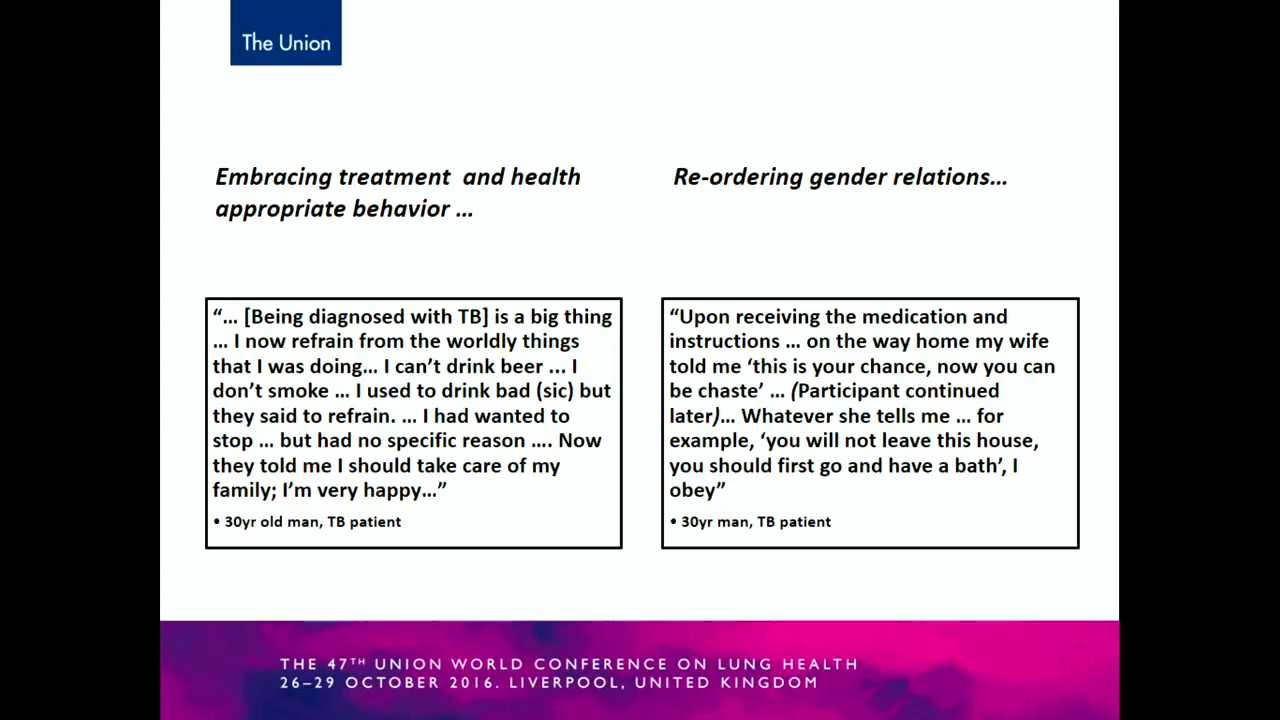 The Union
Embracing treatment  and health
appropriate behavior …
Re-ordering gender relations…
“… [Being diagnosed with TB] is a big thing
… I now refrain from the worldly things
that I was doing… I can’t drink beer ... I
don’t smoke … I used to drink bad (sic) but
they said to refrain. … I had wanted to
stop … but had no specific reason …. Now
they told me I should take care of my
family; I’m very happy…”
• 30yr old man, TB patient
“Upon receiving the medication and
instructions … on the way home my wife
told me ‘this is your chance, now you can
be chaste’ … (Participant continued
later)… Whatever she tells me … for
example, ‘you will not leave this house,
you should first go and have a bath’, I
obey”
• 30yr man, TB patient
THE 47TH UNION WORLD CONFERENCE ON LUNG HEALTH
26–29 OCTOBER 2016. LIVERPOOL, UNITED KINGDOM